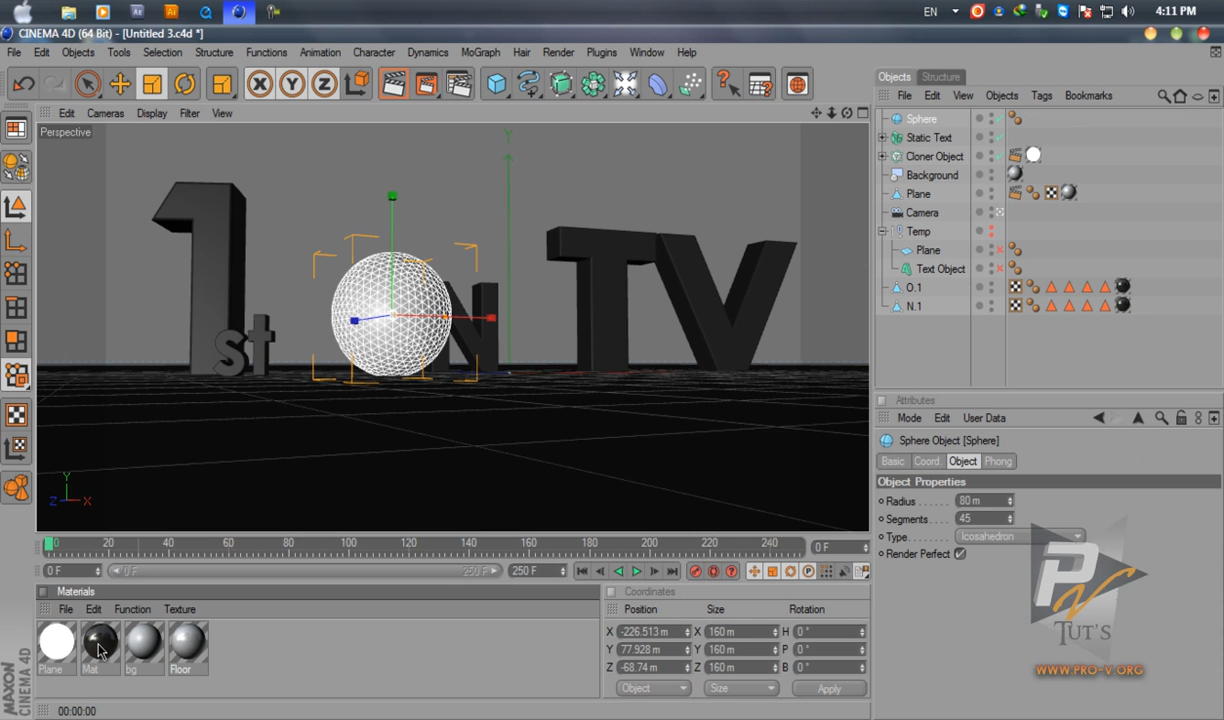 EN
4:11 PM
CINEMA 4D (64 Bit) - [Untitled 3.c4d *]
File Edit Objects Tools Selection Structure Functions Animation Character Dynamics MoGraph Hair Render Plugins Window Help
X Y Z
Objects Structure
Edit Cameras Display Filter View
File Edit View Objects Tags Bookmarks
Perspective
Y
Sphere
Static Text
Cloner Object
Background
Plane
Camera
Temp
Plane
Text Object
O.1
N.1
1st N TV
Attributes
Mode Edit User Data
Sphere Object [Sphere]
Basic Coord. Object Phong
Object Properties
Radius 80 m
Segments 45
Type Icosahedron
Render Perfect
Y
Z X
0 20 40 60 80 100 120 140 160 180 200 220 240 0 F
0 F 0 F 250 F 250 F
Materials
File Edit Function Texture
Plane Mat bg Floor
Coordinates
Position Size Rotation
X -226.513 m X 160 m H 0 °
Y 77.928 m Y 160 m P 0 °
Z -68.74 m Z 160 m B 0 °
Object Size Apply
PV
TUT'S
WWW.PRO-V.ORG
MAXON
CINEMA 4D
00:00:00